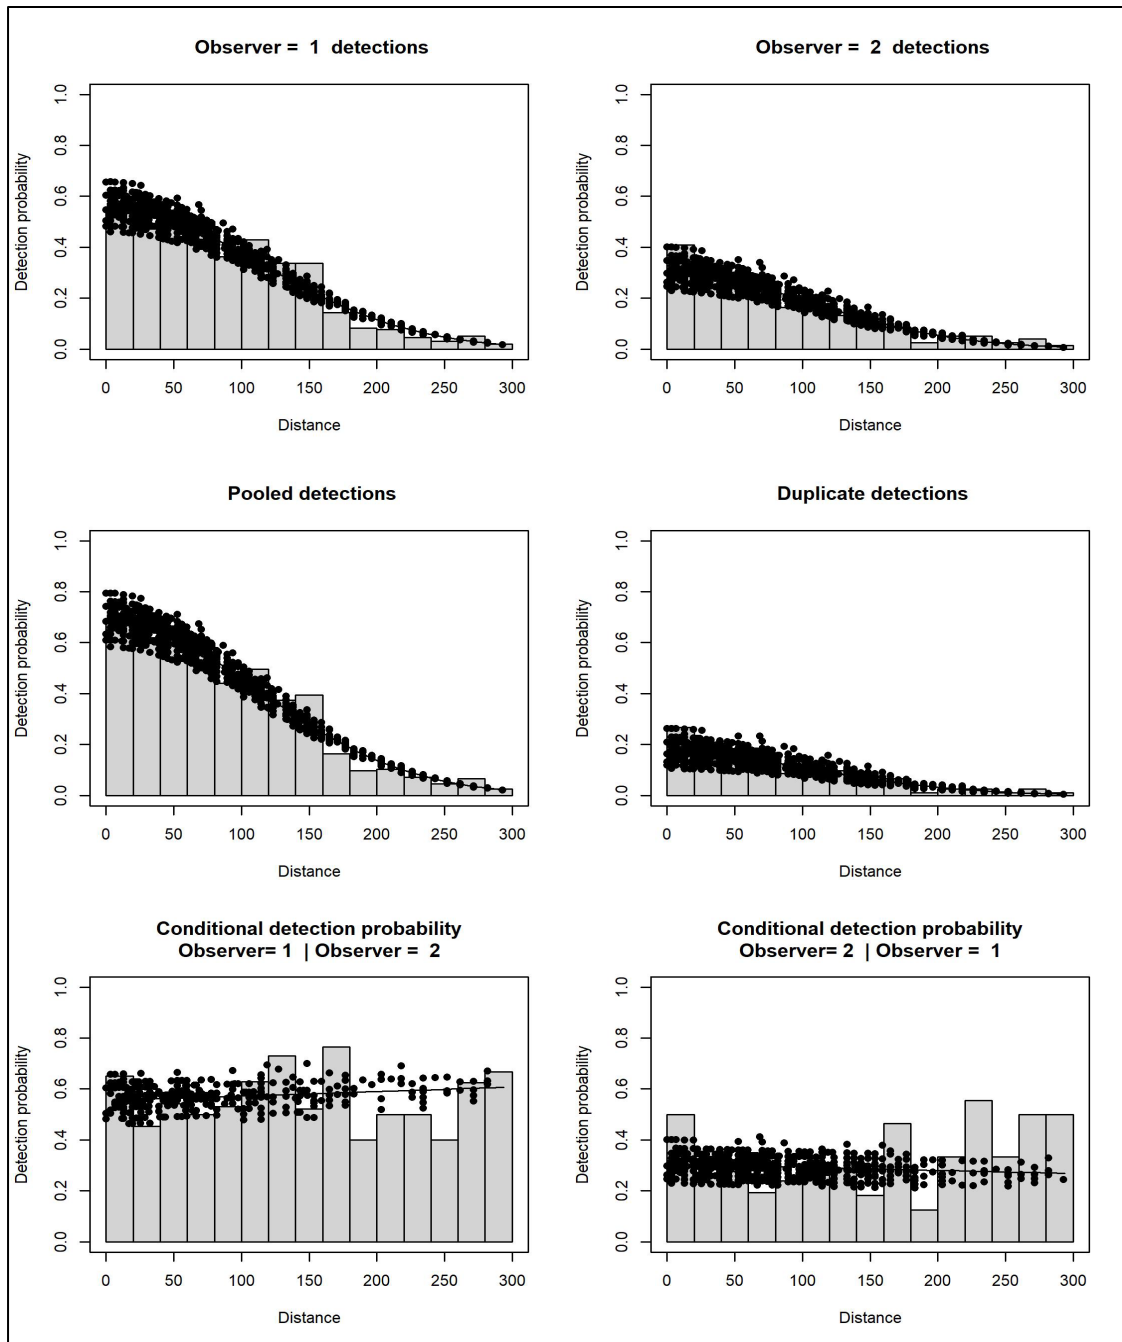 Observer =  1  detections
Detection probability
1.0
0.8
0.6
0.4
0.2
0.0
0 50 100 150 200 250 300
Distance
Observer =  2  detections
Detection probability
1.0
0.8
0.6
0.4
0.2
0.0
0 50 100 150 200 250 300
Distance
Pooled detections
Detection probability
1.0
0.8
0.6
0.4
0.2
0.0
0 50 100 150 200 250 300
Distance
Duplicate detections
Detection probability
1.0
0.8
0.6
0.4
0.2
0.0
0 50 100 150 200 250 300
Distance
Conditional detection probability
Observer= 1  | Observer =  2
Detection probability
1.0
0.8
0.6
0.4
0.2
0.0
0 50 100 150 200 250 300
Distance
Conditional detection probability
Observer= 2  | Observer =  1
Detection probability
1.0
0.8
0.6
0.4
0.2
0.0
0 50 100 150 200 250 300
Distance